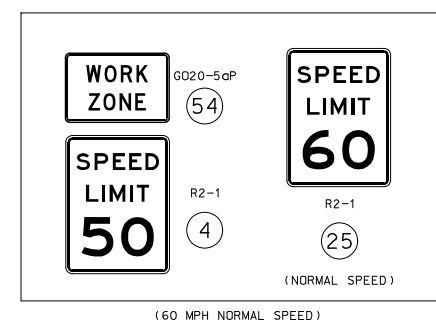 WORK
ZONE
GO20-5aP
54
SPEED
LIMIT
50
R2-1
4
SPEED
LIMIT
60
R2-1
25
(NORMAL SPEED)
(60 MPH NORMAL SPEED)